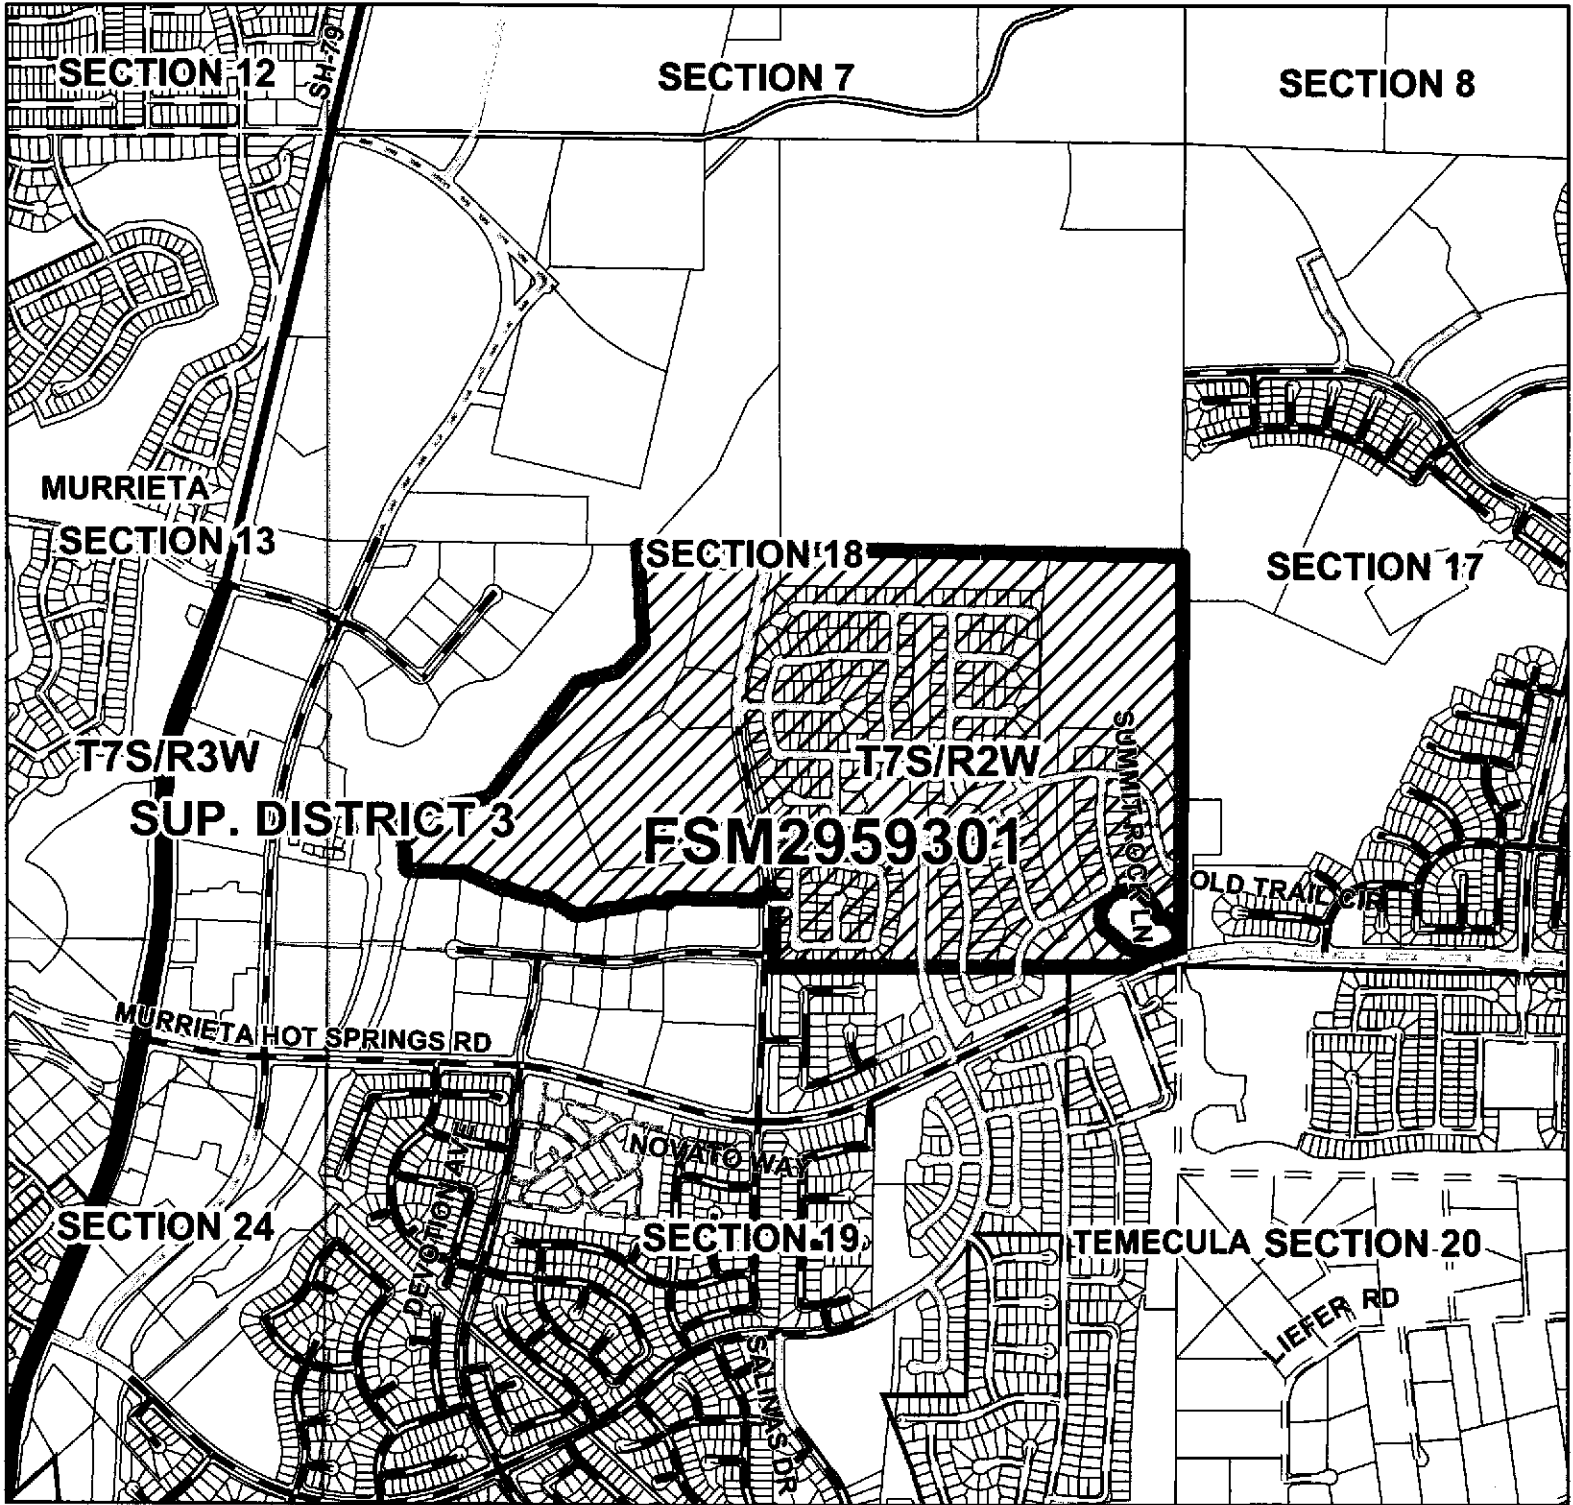 SECTION 12
SH-79
SECTION 7
SECTION 8
MURRIETA
SECTION 13
SECTION 18
SECTION 17
T7S/R3W
T7S/R2W
SUMMIT ROCK LN
SUP. DISTRICT 3
FSM2959301
OLD TRAIL CIR
MURRIETA HOT SPRINGS RD
NOVATO WAY
DEVOTION AVE
SECTION 24
SECTION 19
TEMECULA
SECTION 20
LIEFER RD
SALINAS DR